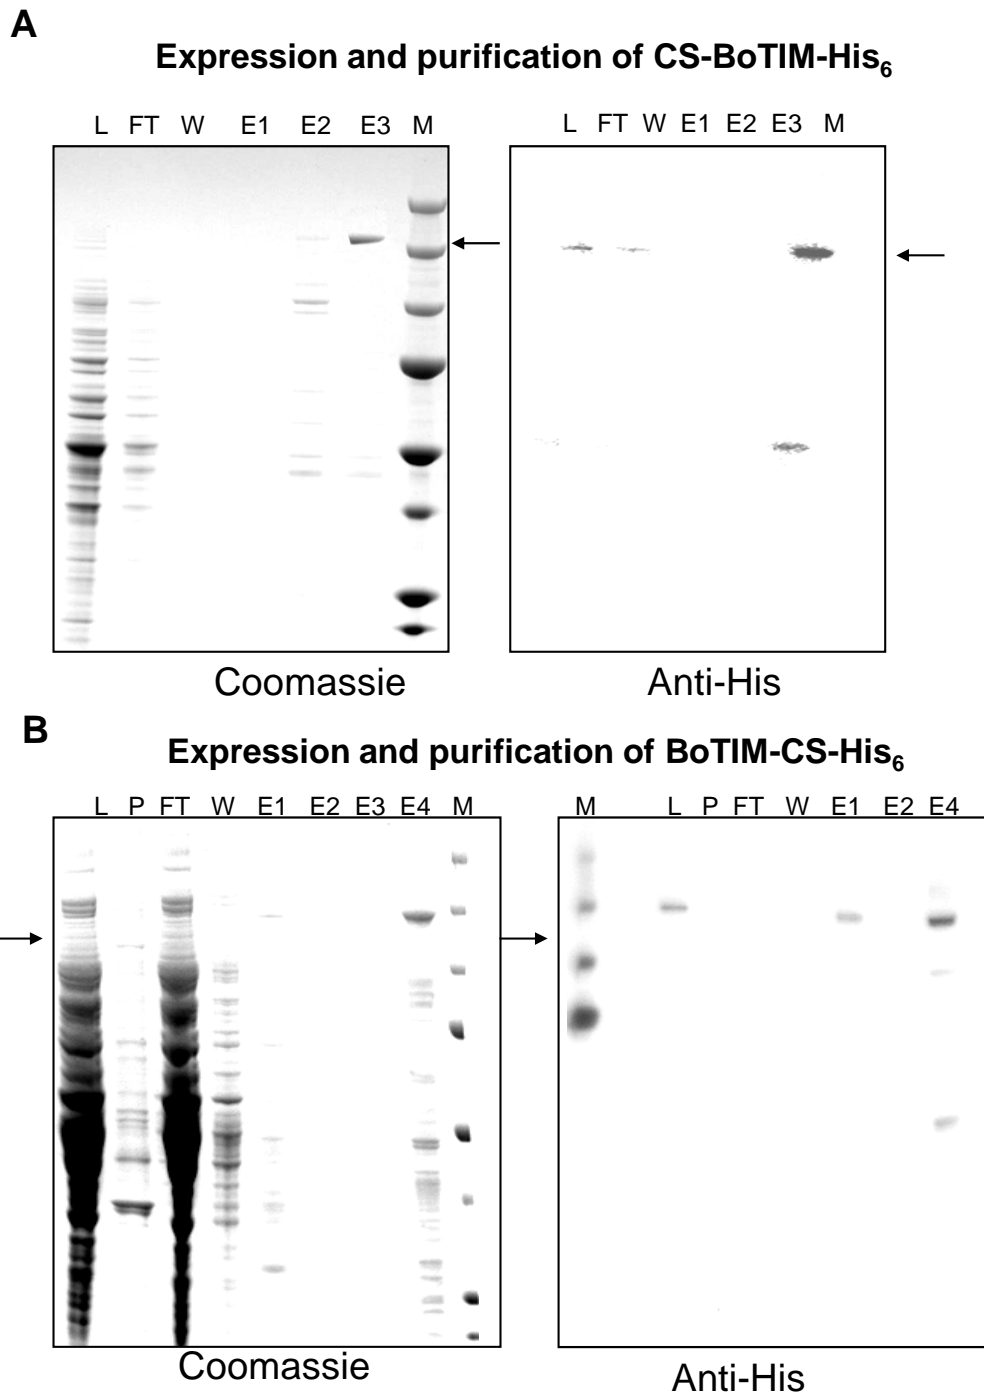 A
Expression and purification of CS-BoTIM-His6
L FT W E1 E2 E3 M
L FT W E1 E2 E3 M
Coomassie
Anti-His
B
Expression and purification of BoTIM-CS-His6
L P FT W E1 E2 E3 E4 M
M L P FT W E1 E2 E4
Coomassie
Anti-His